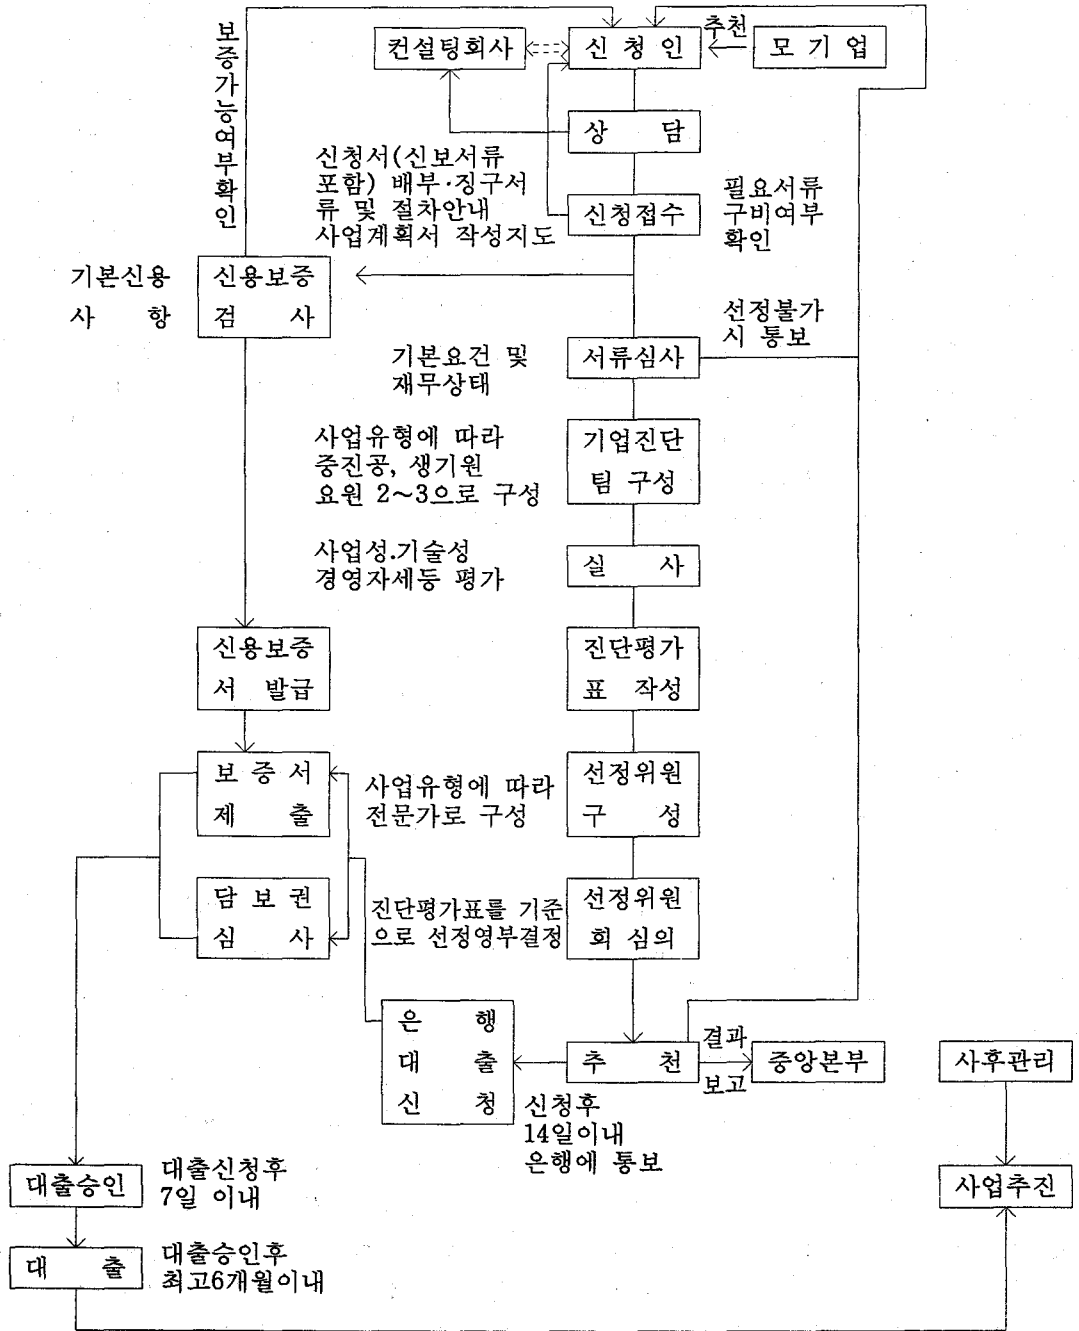 보증가능여부확인
컨설팅회사
신 청 인
추천
모 기 업
상 담
신청서(신보서류
포함) 배부·징구서
류 및 절차안내
사업계획서 작성지도
신청접수
필요서류
구비여부
확인
기본신용
사 항
신용보증
검 사
선정불가
시 통보
기본요건 및
재무상태
서류심사
사업유형에 따라
중진공, 생기원
요원 2~3으로 구성
기업진단
팀 구성
사업성.기술성
경영자세등 평가
실 사
신용보증
서 발급
진단평가
표 작성
보 증 서
제 출
사업유형에 따라
전문가로 구성
선정위원
구 성
담 보 권
심 사
진단평가표를 기준
으로 선정영부결정
선정위원
회 심의
은 행
대 출
신 청
추 천
결과
보고
중앙본부
사후관리
신청후
14일이내
은행에 통보
대출승인
대출신청후
7일 이내
사업추진
대 출
대출승인후
최고6개월이내